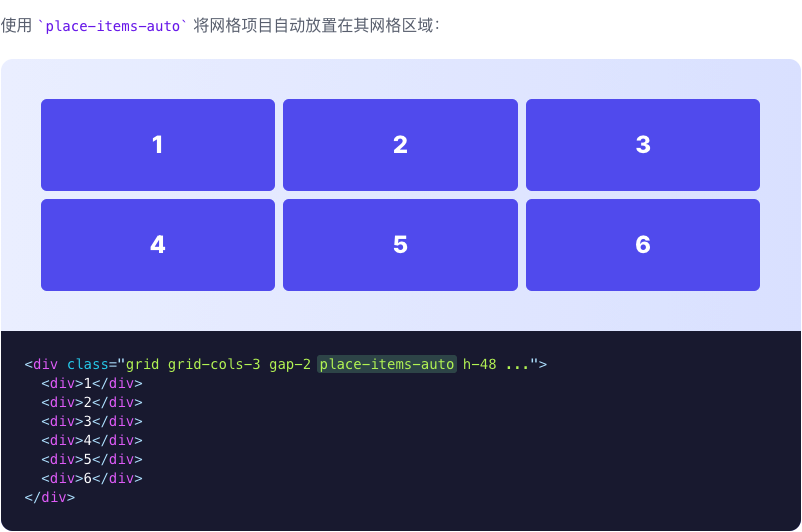 使用 `place-items-auto` 将网格项目自动放置在其网格区域：
1
2
3
4
5
6
<div class="grid grid-cols-3 gap-2 place-items-auto h-48 ...">
  <div>1</div>
  <div>2</div>
  <div>3</div>
  <div>4</div>
  <div>5</div>
  <div>6</div>
</div>